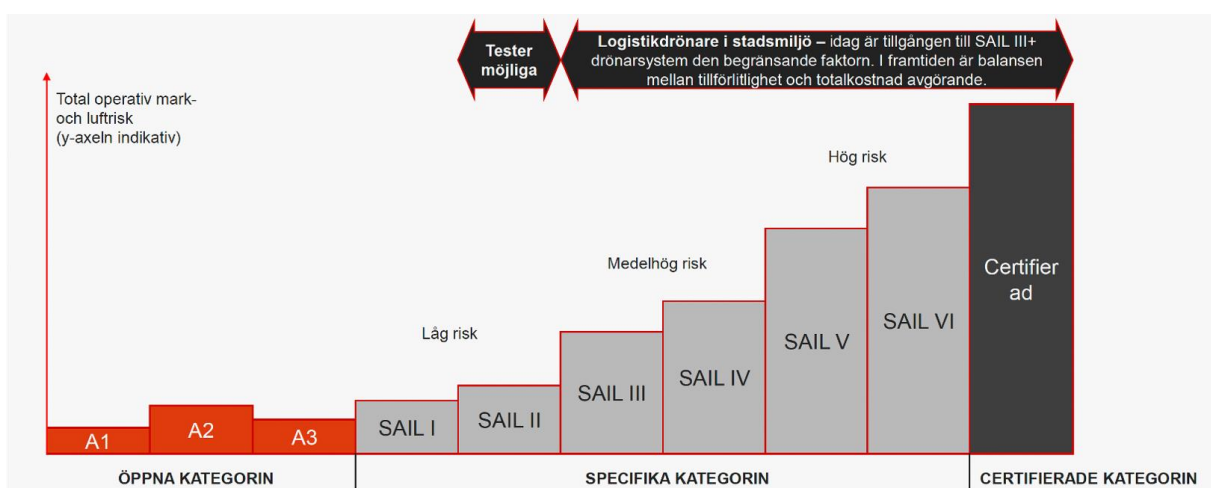 Tester
möjliga
Logistikdrönare i stadsmiljö – idag är tillgången till SAIL III+
drönarsystem den begränsande faktorn. I framtiden är balansen
mellan tillförlitlighet och totalkostnad avgörande.
Total operativ mark-
och luftrisk
(y-axeln indikativ)
Hög risk
Medelhög risk
Låg risk
A1
A2
A3
SAIL I
SAIL II
SAIL III
SAIL IV
SAIL V
SAIL VI
Certifier
ad
ÖPPNA KATEGORIN
SPECIFIKA KATEGORIN
CERTIFIERADE KATEGORIN